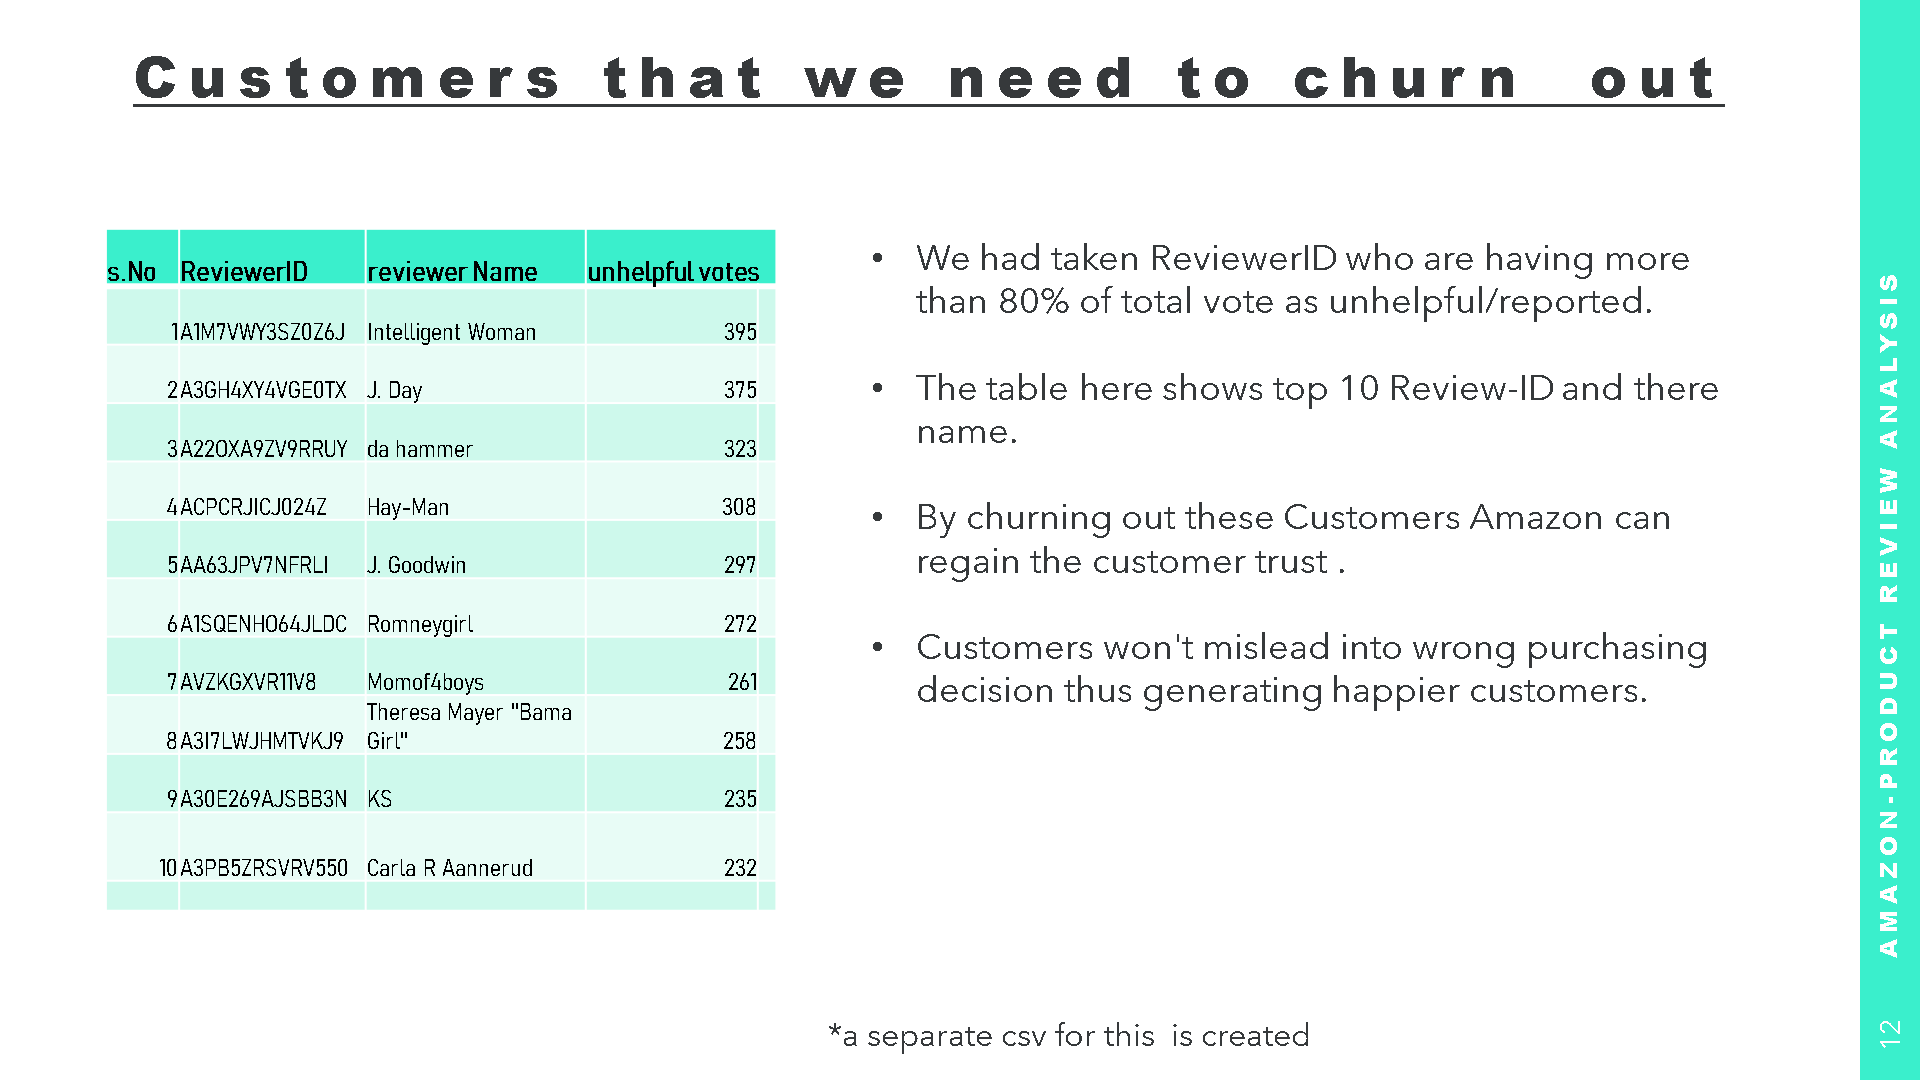 Customers that we need to churn out
s.No ReviewerID reviewer Name unhelpful votes
1 A1M7VWY3SZ0Z6J Intelligent Woman 395
2 A3GH4XY4VGE0TX J. Day 375
3 A22OXA9ZV9RRUY da hammer 323
4 ACPCRJICJ024Z Hay-Man 308
5 AA63JPV7NFRLI J. Goodwin 297
6 A1SQENHO64JLDC Romneygirl 272
7 AVZKGXVR11V8 Momof4boys 261
Theresa Mayer "Bama
8 A3I7LWJHMTVKJ9 Girl" 258
9 A30E269AJSBB3N KS 235
10 A3PB5ZRSVRV550 Carla R Aannerud 232
• We had taken ReviewerID who are having more
than 80% of total vote as unhelpful/reported.
• The table here shows top 10 Review-ID and there
name.
• By churning out these Customers Amazon can
regain the customer trust .
• Customers won't mislead into wrong purchasing
decision thus generating happier customers.
*a separate csv for this is created
AMAZON-PRODUCT REVIEW ANALYSIS
12